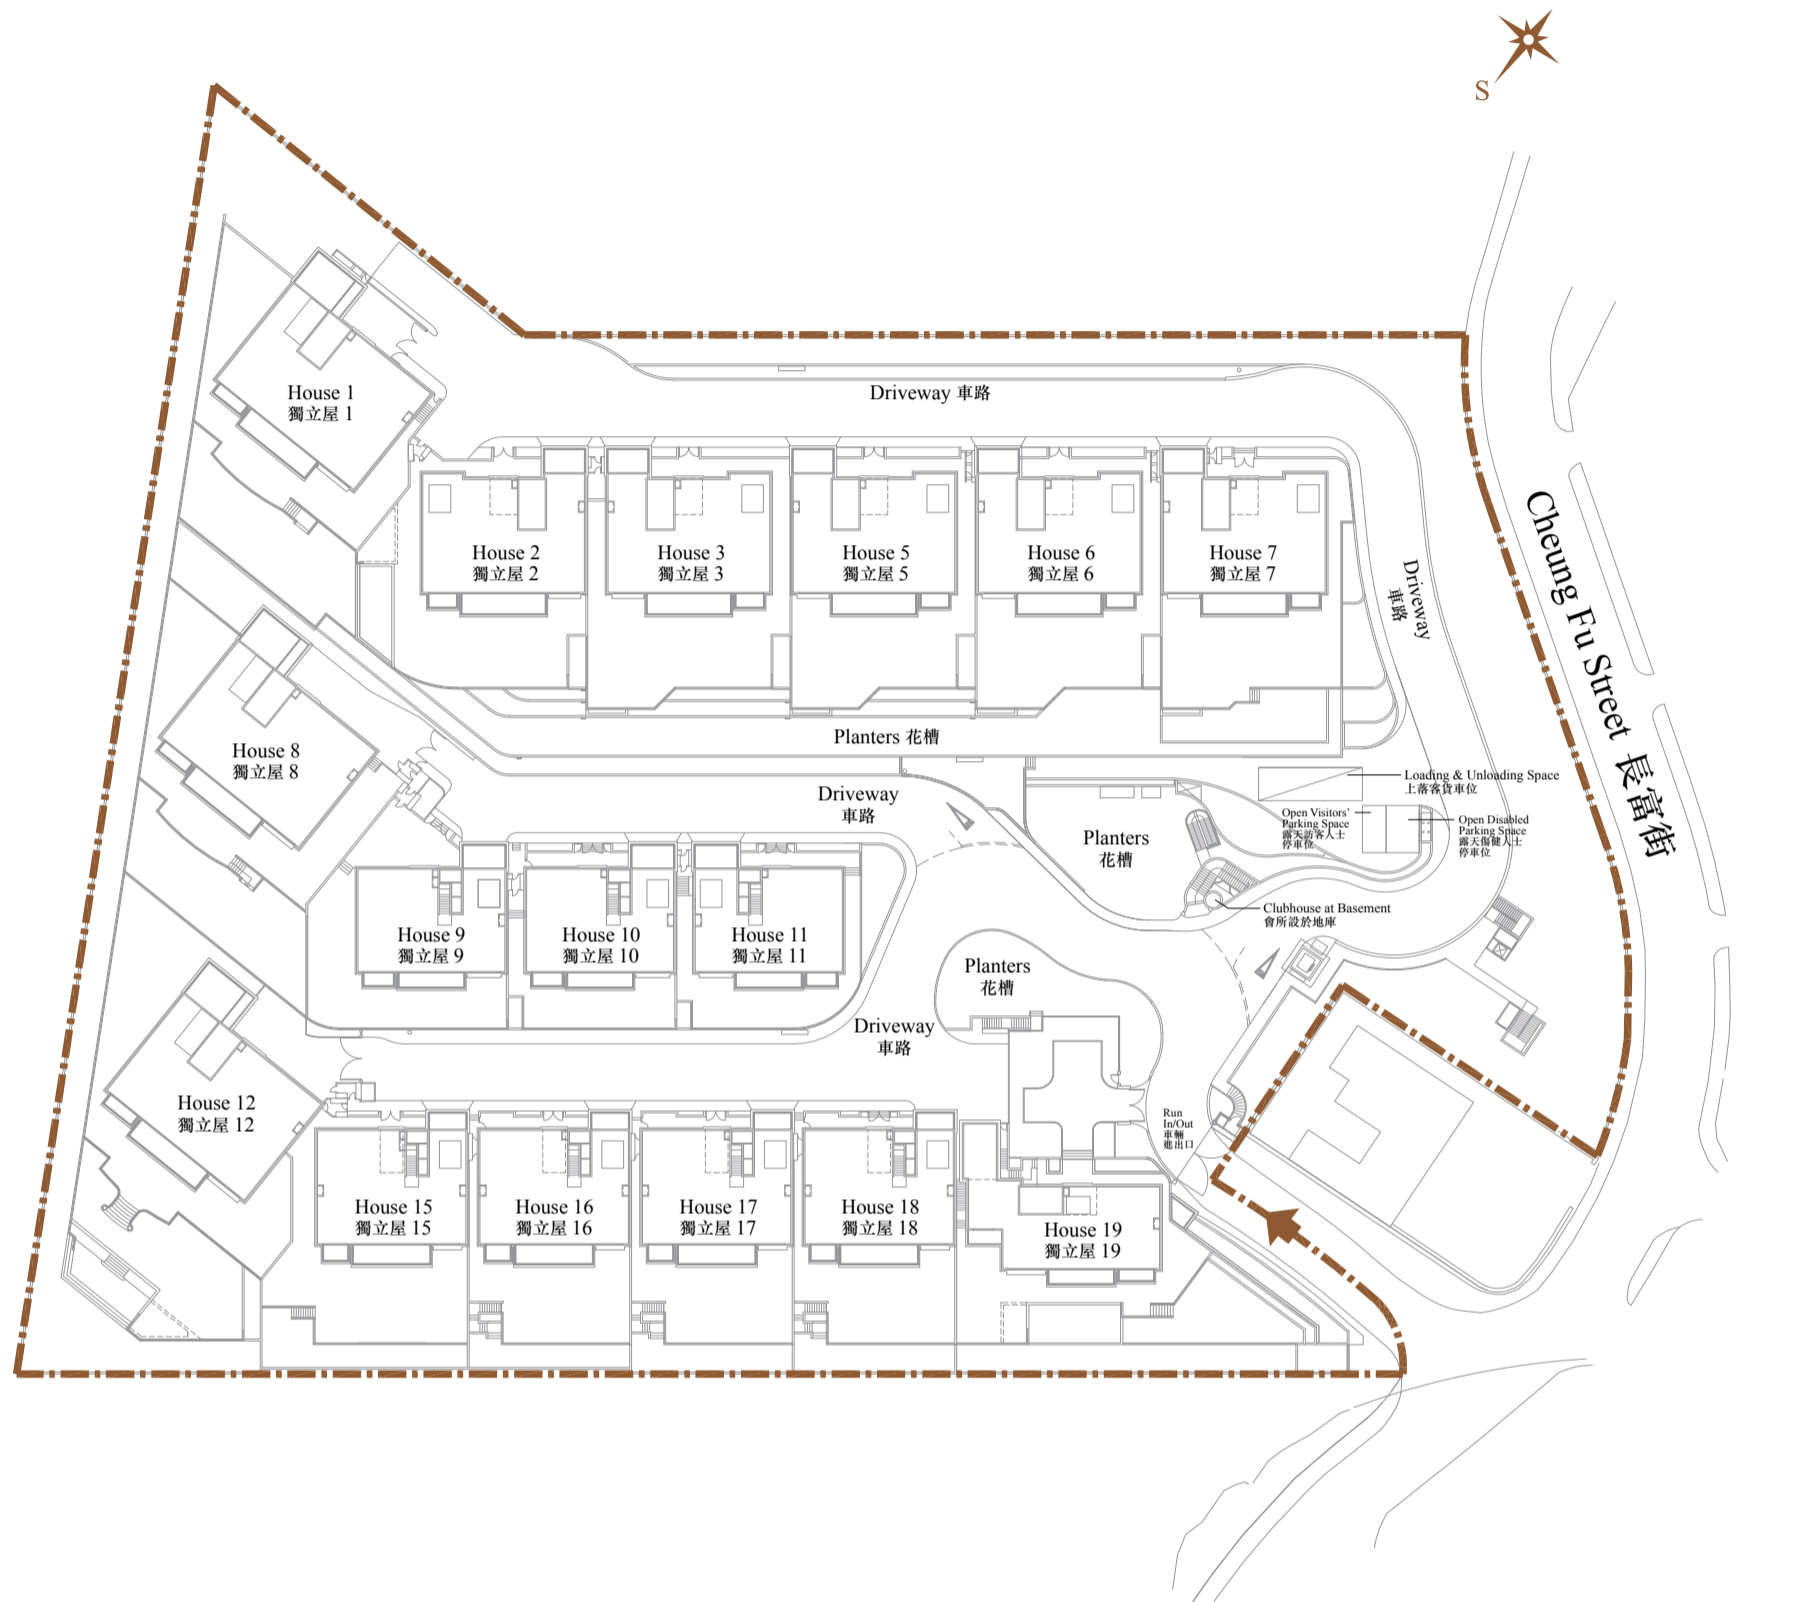 S
House 1
獨立屋 1
Driveway 車路
House 2
獨立屋 2
House 3
獨立屋 3
House 5
獨立屋 5
House 6
獨立屋 6
House 7
獨立屋 7
Driveway
車路
Cheung Fu Street 長富街
Planters 花槽
House 8
獨立屋 8
Driveway
車路
Planters
花槽
Loading & Unloading Space
上落客貨車位
Open Visitors'
Parking Space
露天訪客人士
停車位
Open Disabled
Parking Space
露天傷健人士
停車位
Clubhouse at Basement
會所設於地庫
House 9
獨立屋 9
House 10
獨立屋 10
House 11
獨立屋 11
Planters
花槽
Driveway
車路
House 12
獨立屋 12
Run
In/Out
車輛
進出口
House 15
獨立屋 15
House 16
獨立屋 16
House 17
獨立屋 17
House 18
獨立屋 18
House 19
獨立屋 19